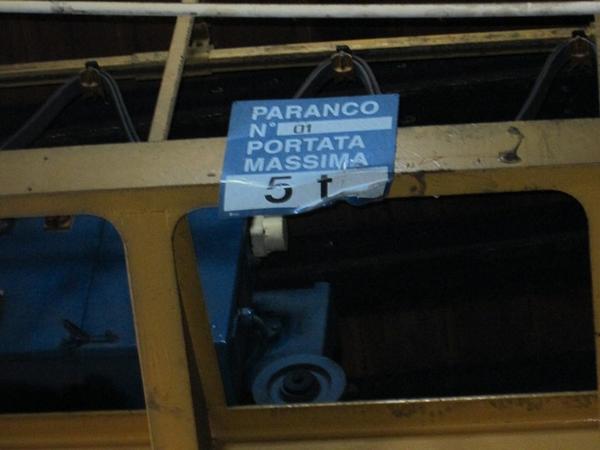 PARANCO
N° 01
PORTATA
MASSIMA
5 t